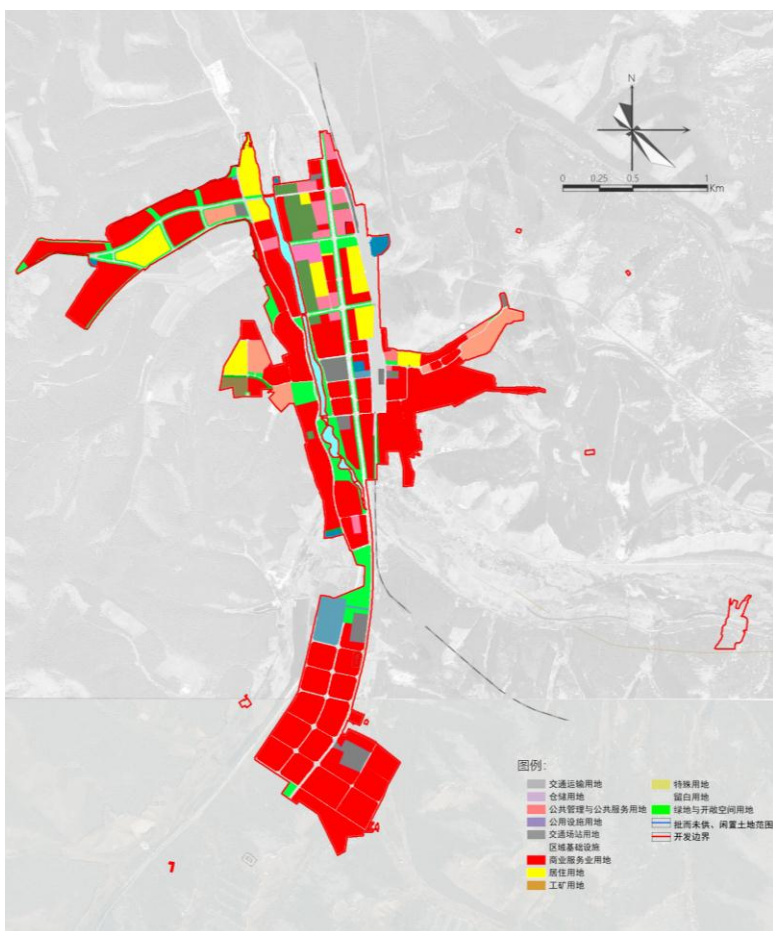 N
0 0.25 0.5 1
Km
图例：
交通运输用地
仓储用地
公共管理与公共服务用地
公用设施用地
交通场站用地
区域基础设施
商业服务业用地
居住用地
工矿用地
特殊用地
留白用地
绿地与开敞空间用地
批而未供、闲置土地范围
开发边界